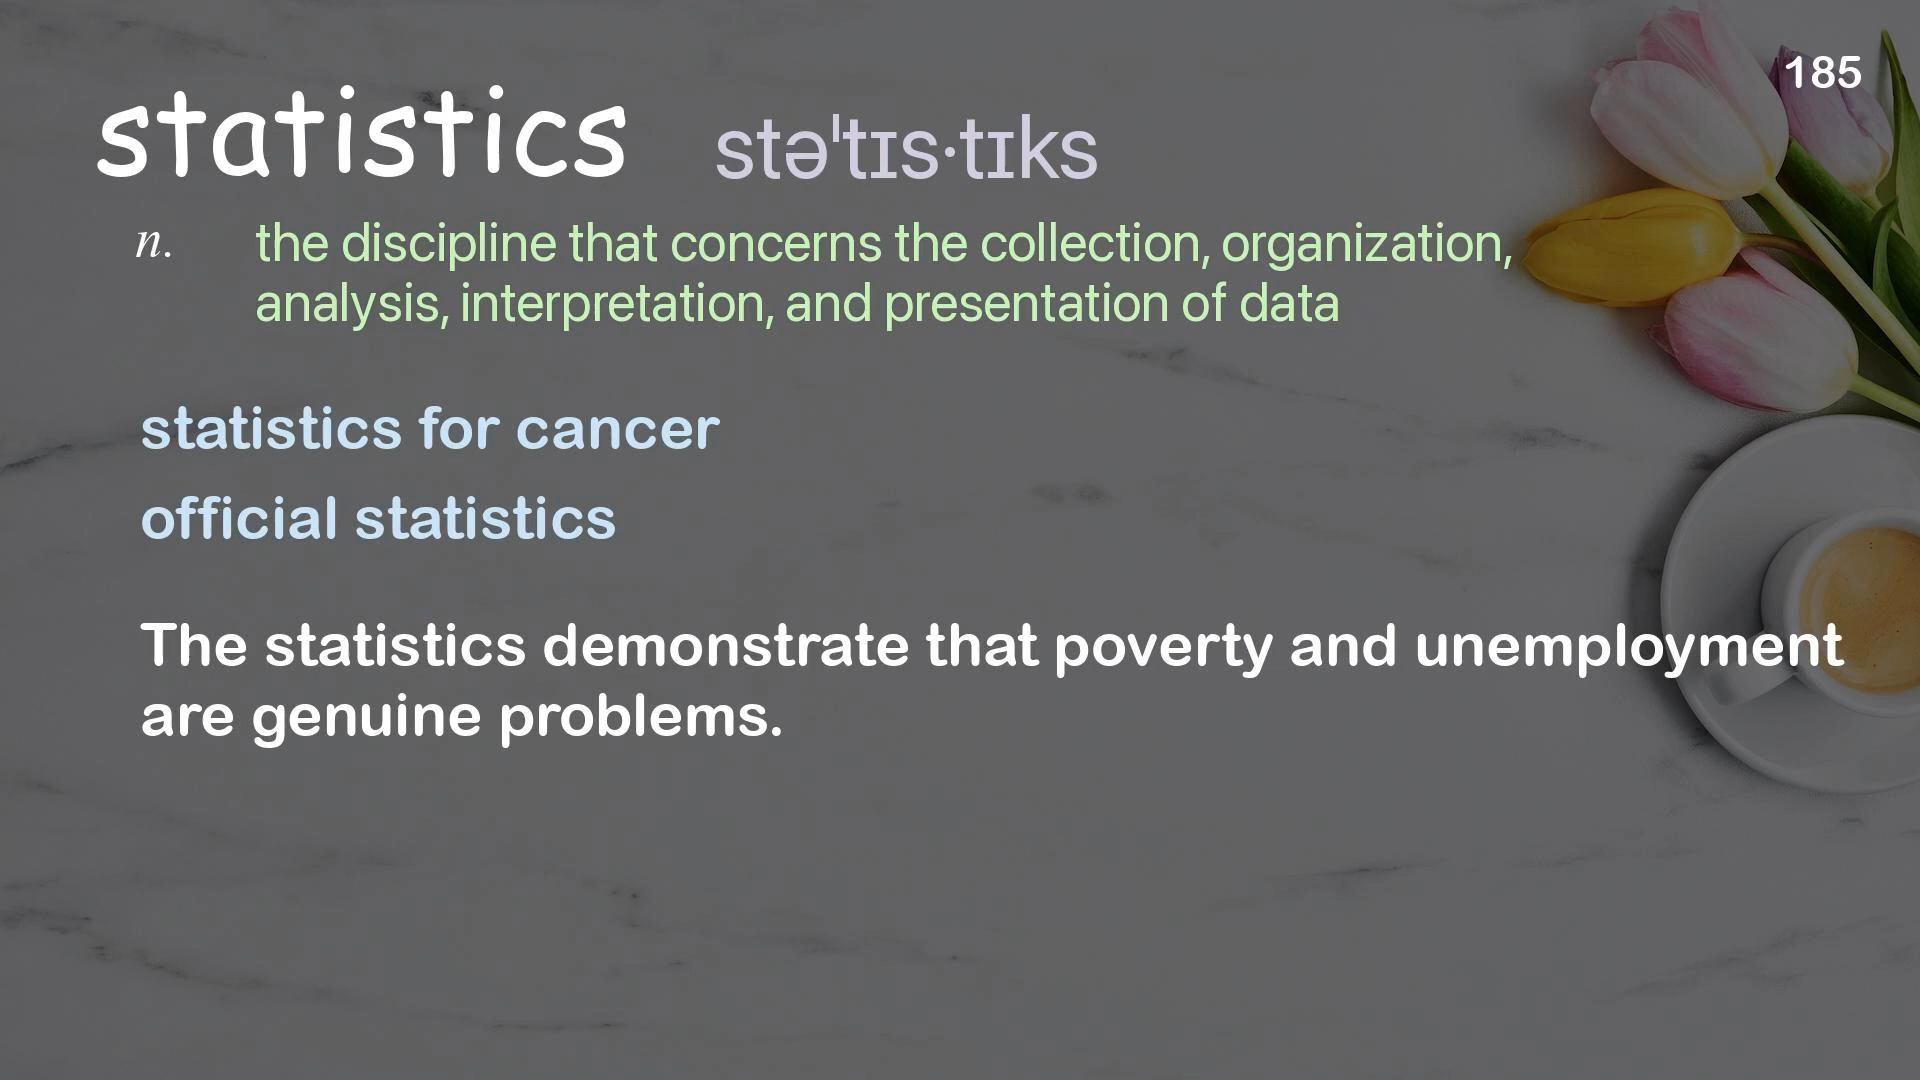 185
statistics stəˈtɪs·tɪks
n. the discipline that concerns the collection, organization,
analysis, interpretation, and presentation of data
statistics for cancer
official statistics
The statistics demonstrate that poverty and unemployment
are genuine problems.